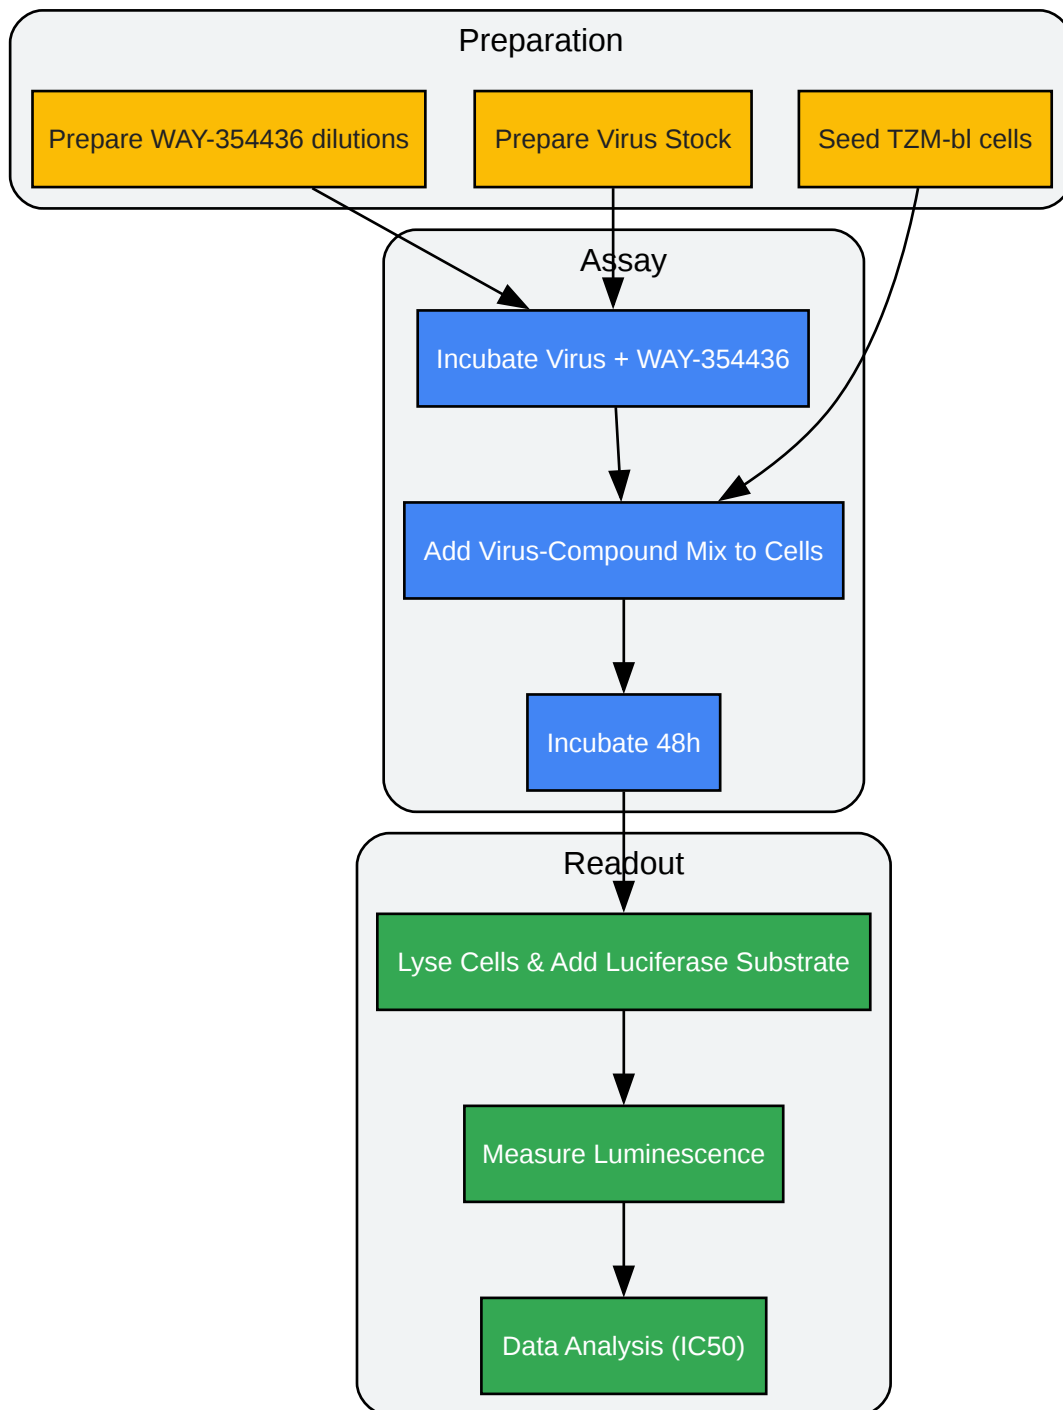 Preparation
Prepare WAY-354436 dilutions
Prepare Virus Stock
Seed TZM-bl cells
Assay
Incubate Virus + WAY-354436
Add Virus-Compound Mix to Cells
Incubate 48h
Readout
Lyse Cells & Add Luciferase Substrate
Measure Luminescence
Data Analysis (IC50)